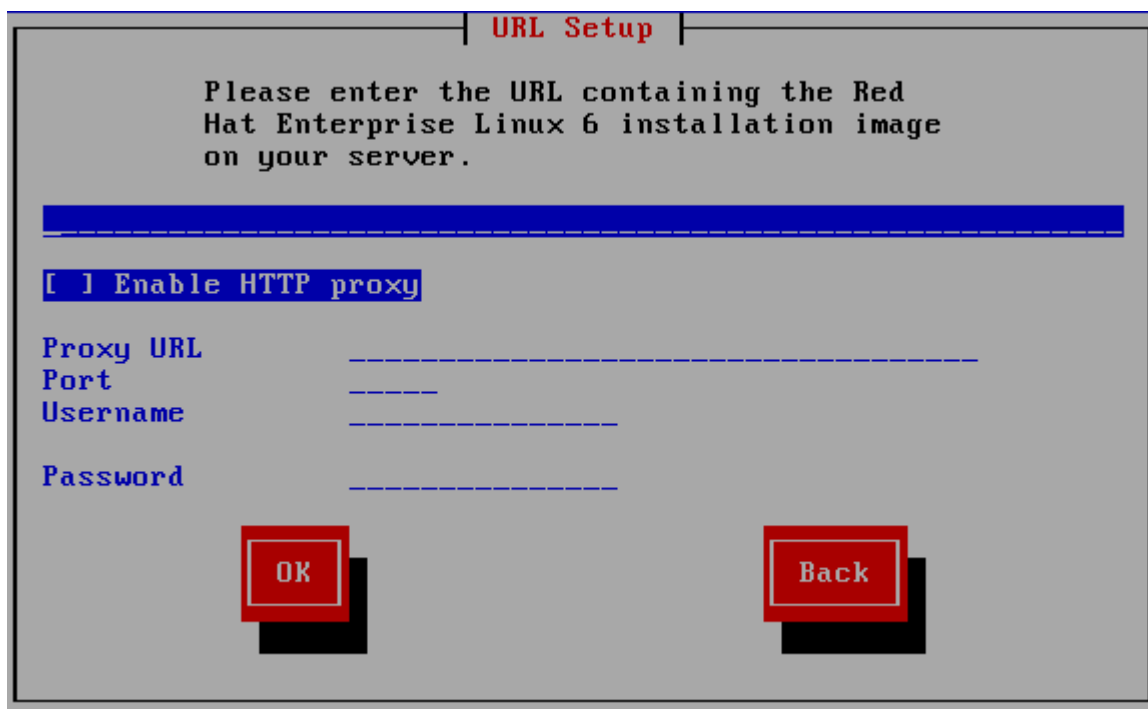 URL Setup
Please enter the URL containing the Red
Hat Enterprise Linux 6 installation image
on your server.
[ ] Enable HTTP proxy
Proxy URL
Port
Username
Password
OK Back